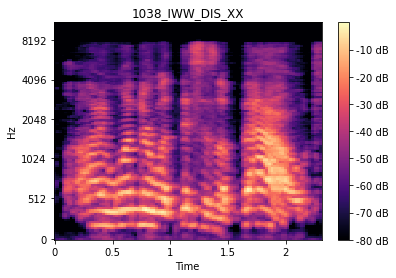 1038_IWW_DIS_XX
8192
4096
2048
1024
512
0
Hz
0
0.5
1
1.5
2
Time
-10 dB
-20 dB
-30 dB
-40 dB
-50 dB
-60 dB
-70 dB
-80 dB